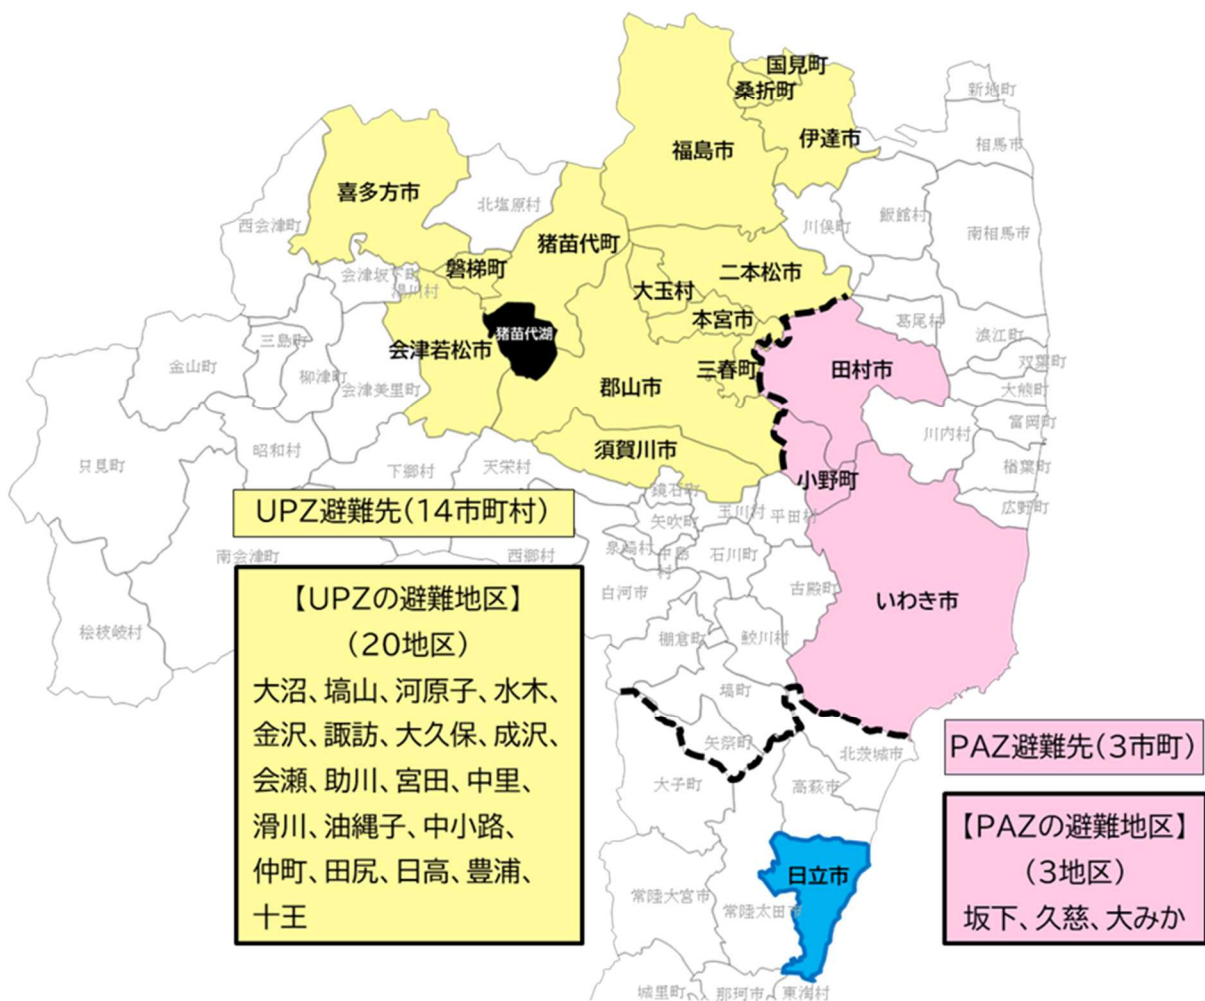 国見町
桑折町
新地町
伊達市
相馬市
福島市
喜多方市
北塩原村
川俣町
飯舘村
西会津町
南相馬市
猪苗代町
磐梯町
会津坂下町
湯川村
大玉村
二本松市
本宮市
葛尾村
浪江町
猪苗代湖
会津若松市
三島町
金山町
柳津町
会津美里町
三春町
田村市
双葉町
大熊町
郡山市
富岡町
川内村
昭和村
須賀川市
只見町
下郷村
天栄村
小野町
楢葉町
広野町
鏡石町
玉川村
平田村
矢吹町
UPZ避難先(14市町村)
南会津町
西郷村
泉崎村
中島村
石川町
古殿町
白河市
いわき市
桧枝岐村
棚倉町
鮫川村
塙町
矢祭町
北茨城市
大子町
高萩市
日立市
常陸大宮市
常陸太田市
城里町
那珂市
東海村
【UPZの避難地区】
(20地区)
大沼、塙山、河原子、水木、
金沢、諏訪、大久保、成沢、
会瀬、助川、宮田、中里、
滑川、油縄子、中小路、
仲町、田尻、日高、豊浦、
十王
PAZ避難先(3市町)
【PAZの避難地区】
(3地区)
坂下、久慈、大みか